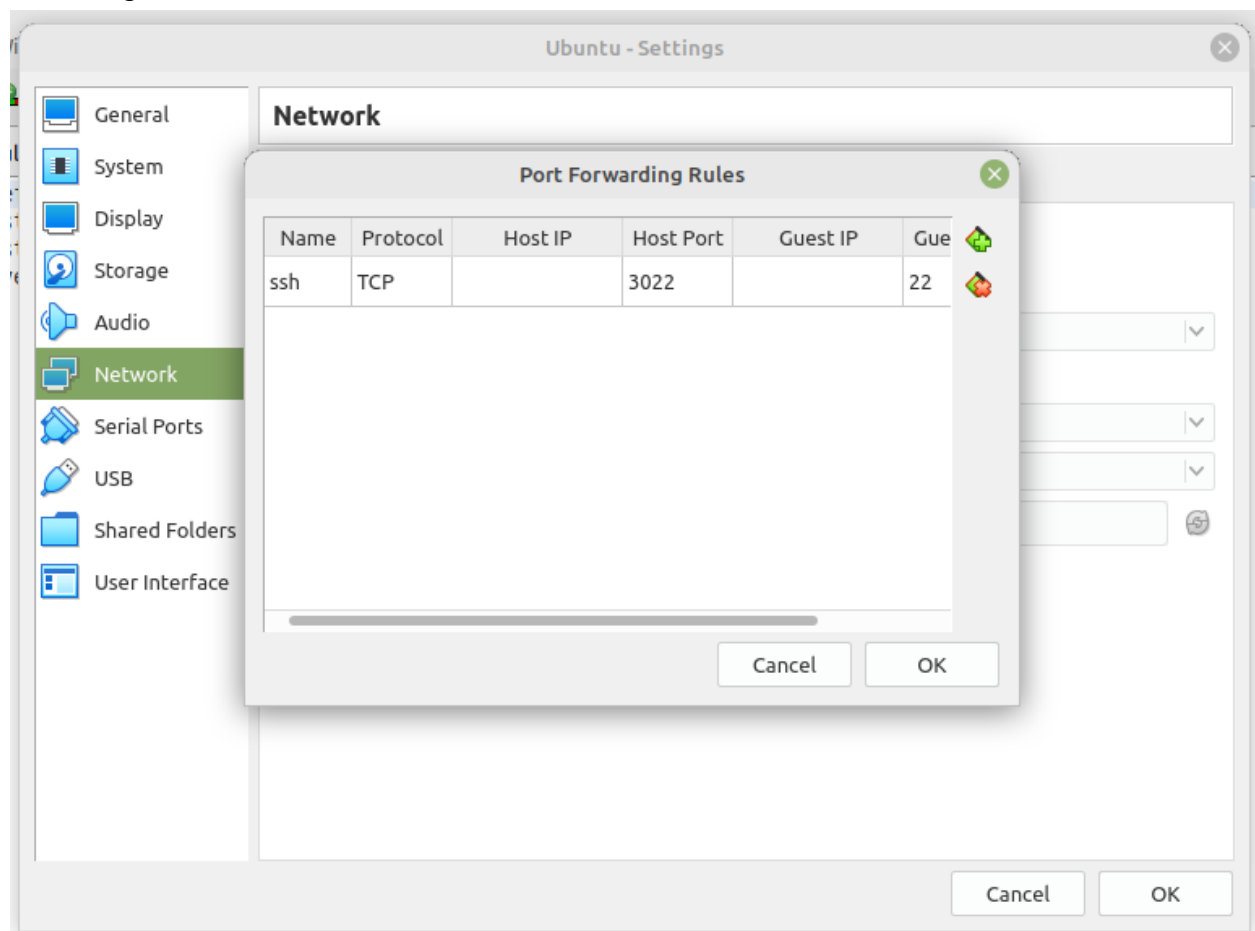 Ubuntu - Settings
General
System
Display
Storage
Audio
Network
Serial Ports
USB
Shared Folders
User Interface
Network
Port Forwarding Rules
Name Protocol Host IP Host Port Guest IP Gue
ssh TCP 3022 22
Cancel OK
Cancel OK